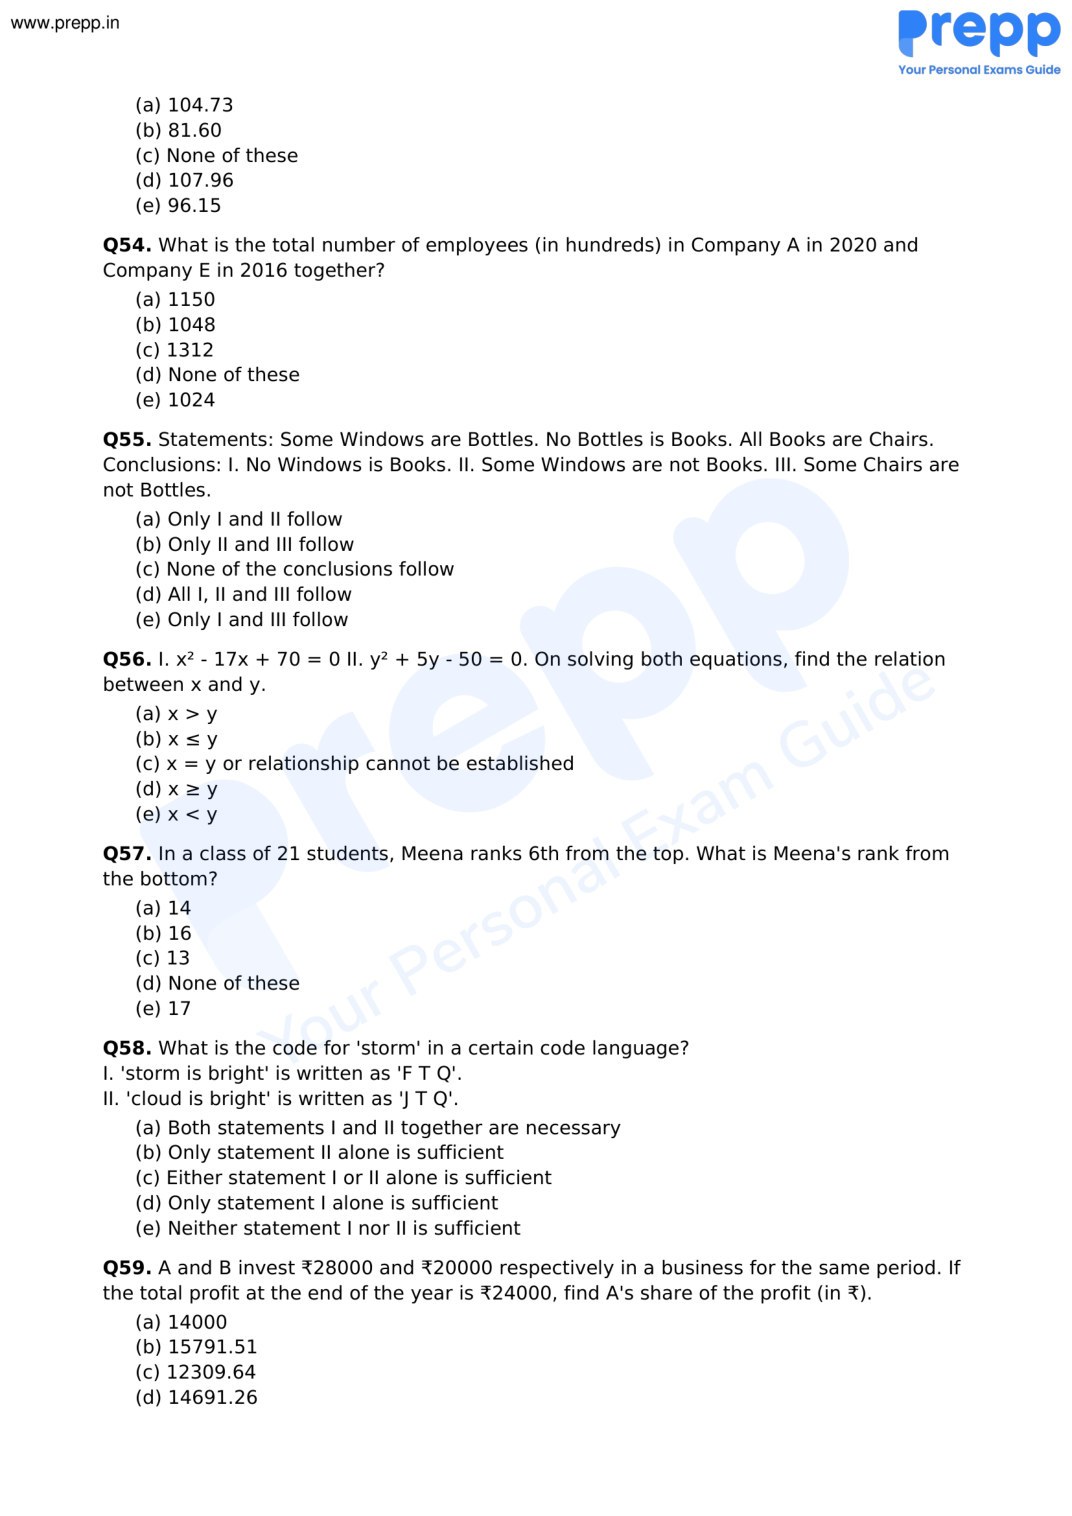 www.prepp.in
Prepp
Your Personal Exams Guide
(a) 104.73
(b) 81.60
(c) None of these
(d) 107.96
(e) 96.15
Q54. What is the total number of employees (in hundreds) in Company A in 2020 and
Company E in 2016 together?
(a) 1150
(b) 1048
(c) 1312
(d) None of these
(e) 1024
Q55. Statements: Some Windows are Bottles. No Bottles is Books. All Books are Chairs.
Conclusions: I. No Windows is Books. II. Some Windows are not Books. III. Some Chairs are
not Bottles.
(a) Only I and II follow
(b) Only II and III follow
(c) None of the conclusions follow
(d) All I, II and III follow
(e) Only I and III follow
Q56. I. x² - 17x + 70 = 0 II. y² + 5y - 50 = 0. On solving both equations, find the relation
between x and y.
(a) x > y
(b) x ≤ y
(c) x = y or relationship cannot be established
(d) x ≥ y
(e) x < y
Q57. In a class of 21 students, Meena ranks 6th from the top. What is Meena's rank from
the bottom?
(a) 14
(b) 16
(c) 13
(d) None of these
(e) 17
Q58. What is the code for 'storm' in a certain code language?
I. 'storm is bright' is written as 'F T Q'.
II. 'cloud is bright' is written as 'J T Q'.
(a) Both statements I and II together are necessary
(b) Only statement II alone is sufficient
(c) Either statement I or II alone is sufficient
(d) Only statement I alone is sufficient
(e) Neither statement I nor II is sufficient
Q59. A and B invest ₹28000 and ₹20000 respectively in a business for the same period. If
the total profit at the end of the year is ₹24000, find A's share of the profit (in ₹).
(a) 14000
(b) 15791.51
(c) 12309.64
(d) 14691.26
Prepp
Your Personal Exam Guide